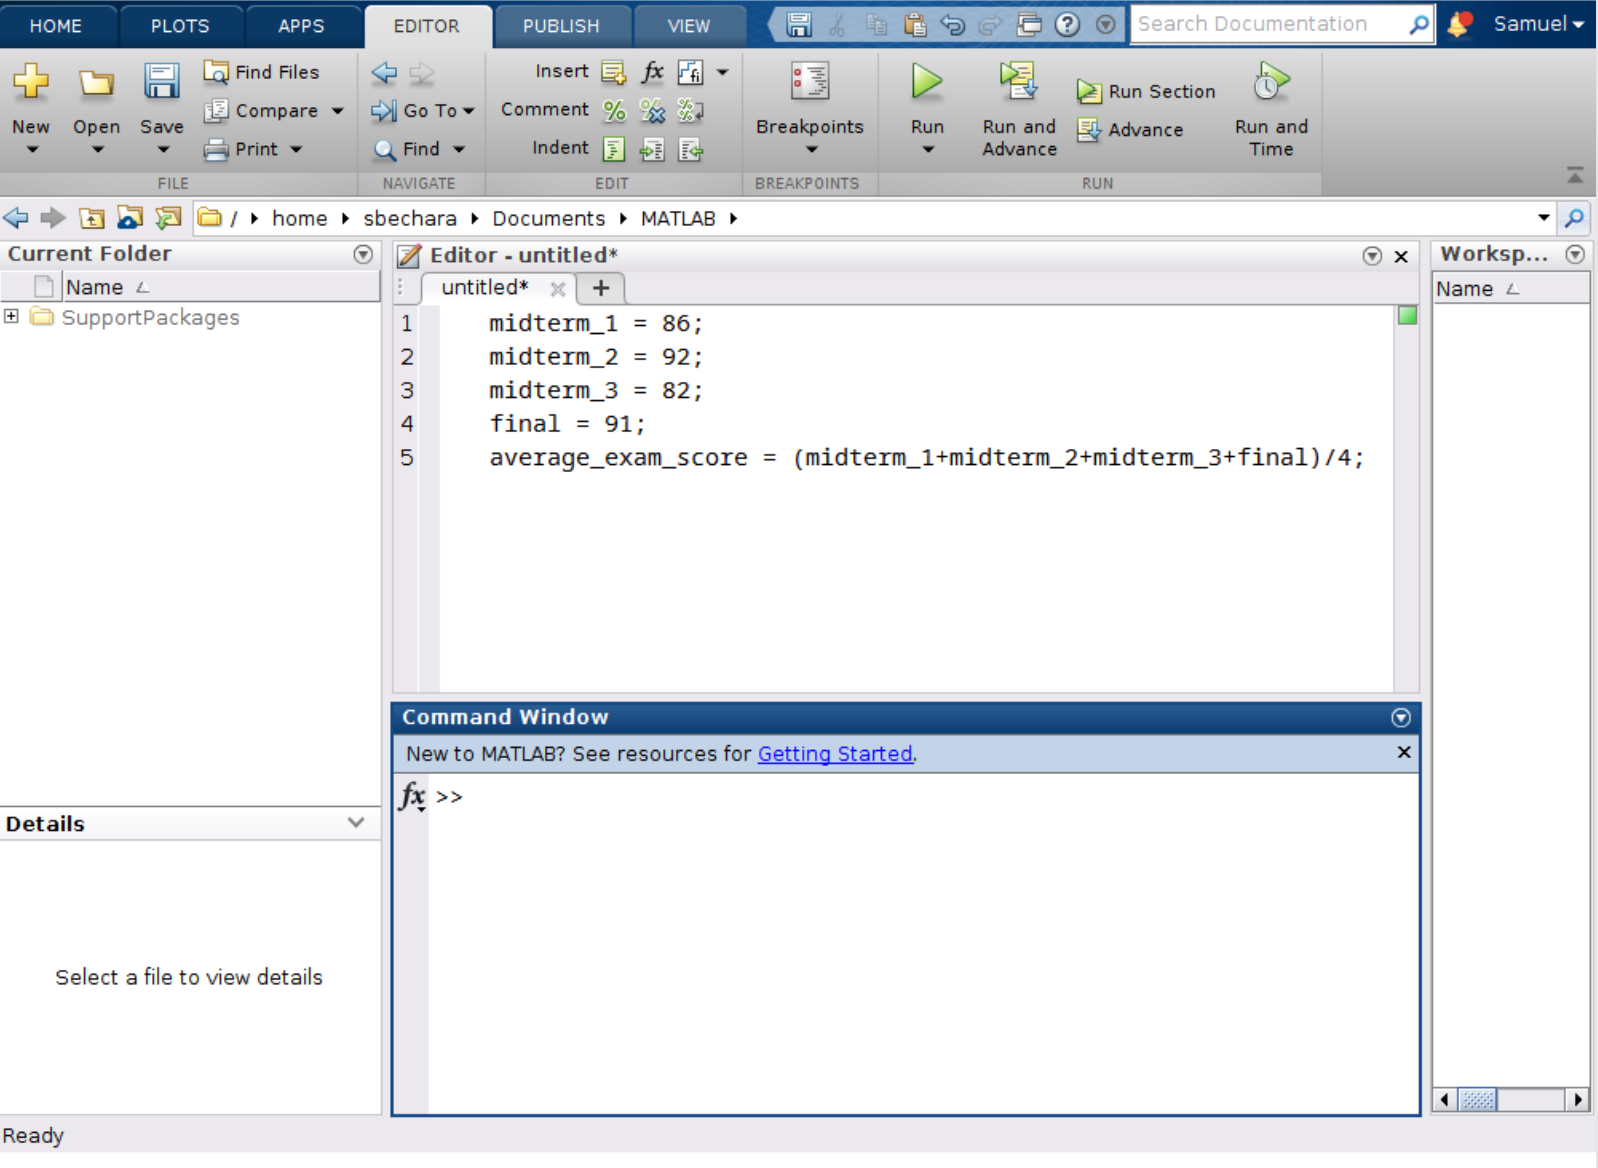 HOME PLOTS APPS EDITOR PUBLISH VIEW Search Documentation Samuel
Find Files Insert fx fi
New Open Save Compare Go To Comment Breakpoints Run Run and Advance Run Section Advance Run and Time
Print Find Indent
FILE NAVIGATE EDIT BREAKPOINTS RUN
/ home sbechara Documents MATLAB
Current Folder
Name
SupportPackages
Details
Select a file to view details
Editor - untitled*
untitled* +
1 midterm_1 = 86;
2 midterm_2 = 92;
3 midterm_3 = 82;
4 final = 91;
5 average_exam_score = (midterm_1+midterm_2+midterm_3+final)/4;
Command Window
New to MATLAB? See resources for Getting Started.
fx >>
Worksp...
Name
Ready